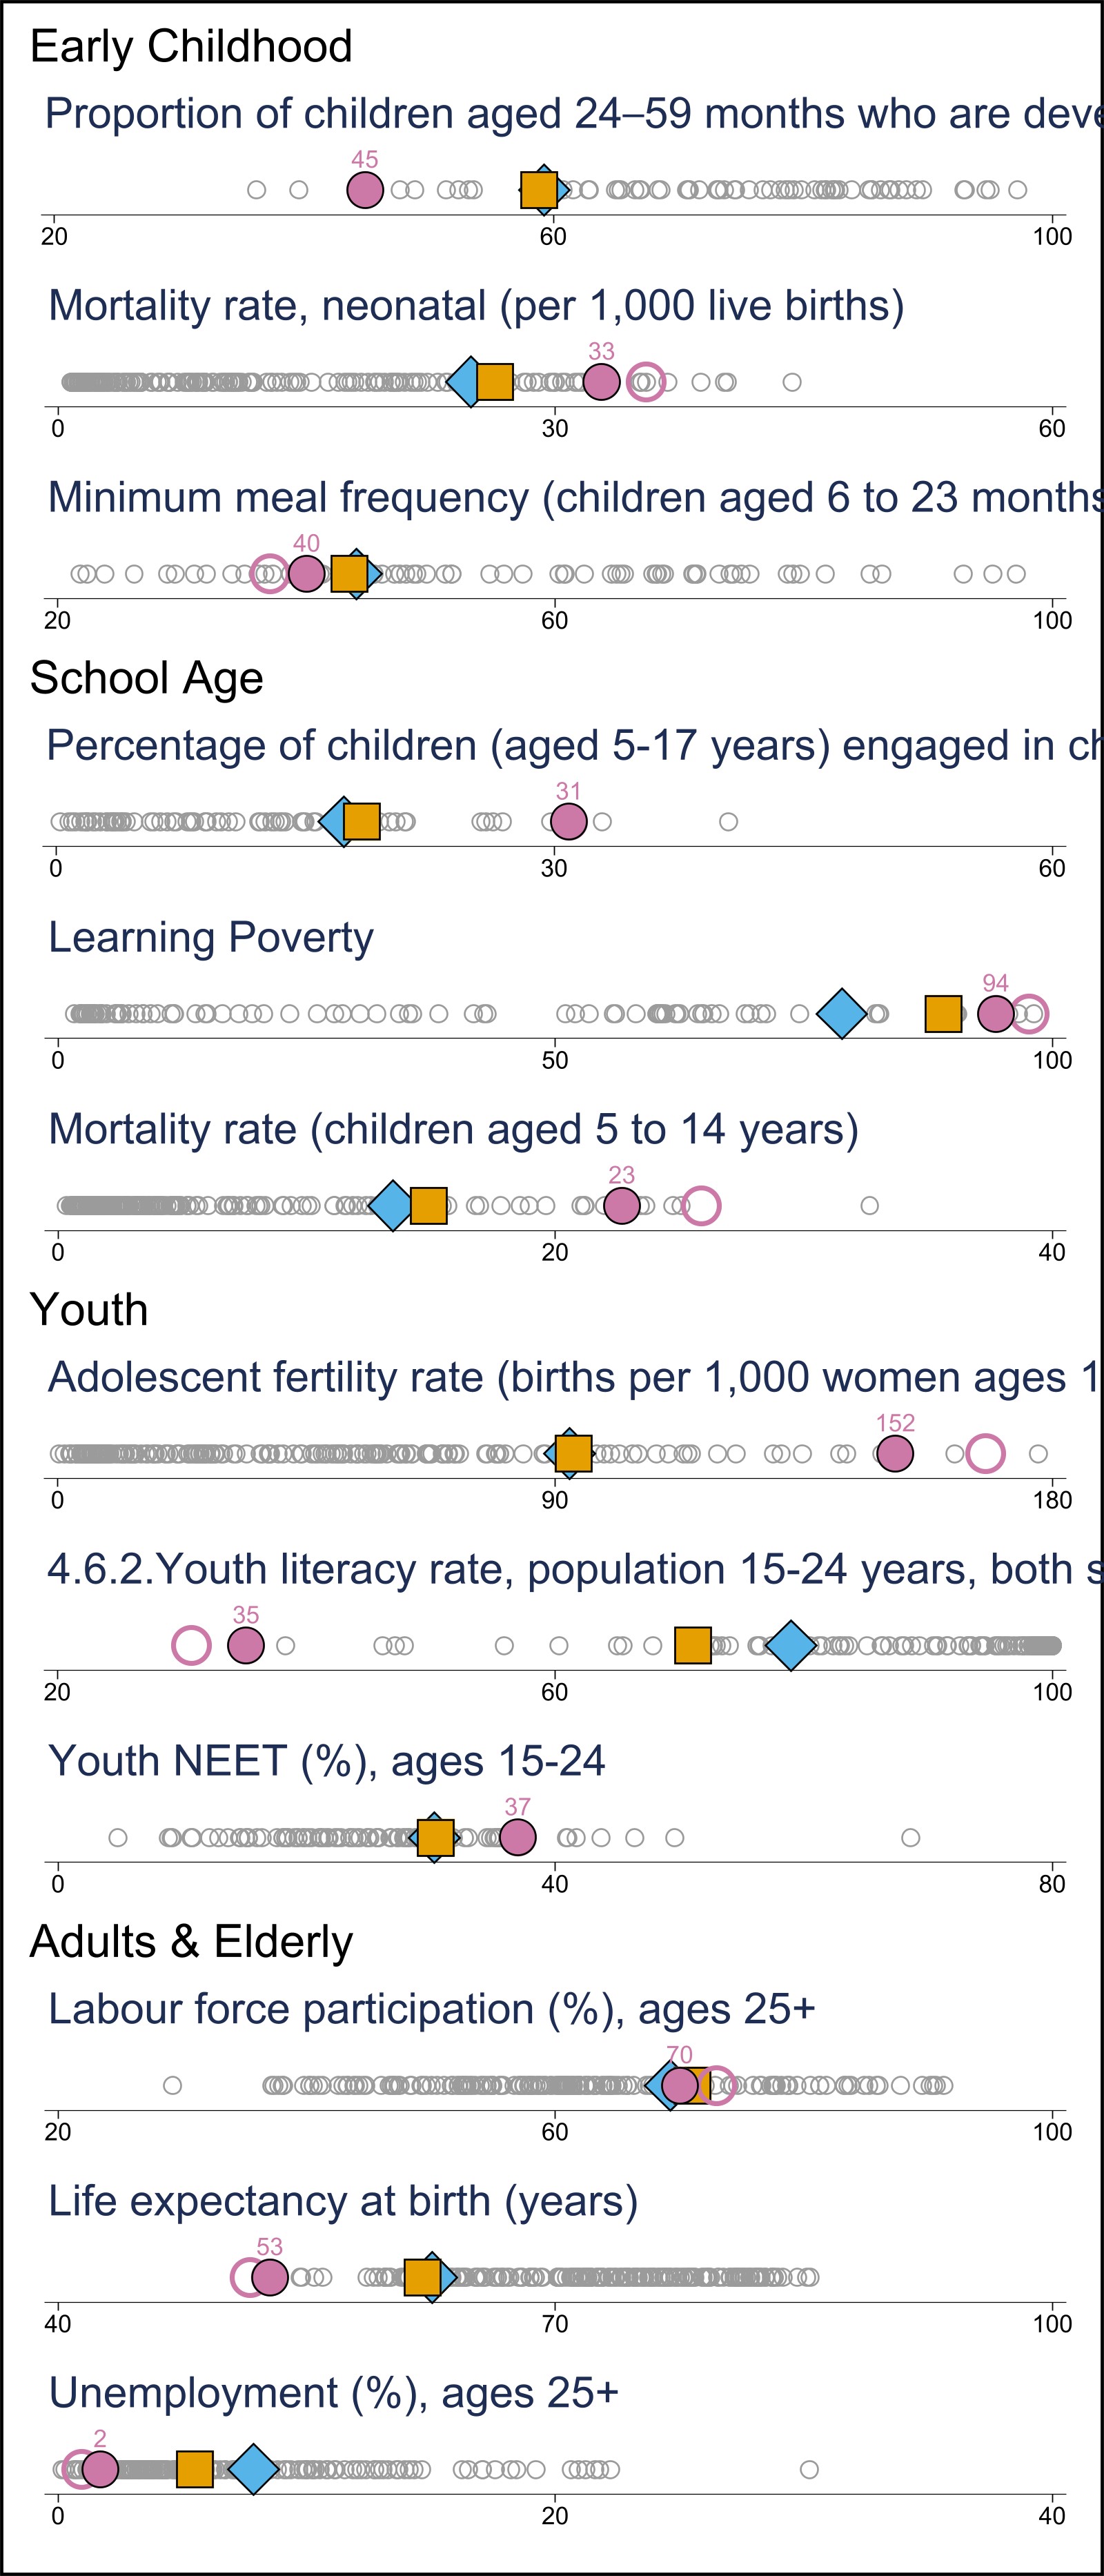 Early Childhood
Proportion of children aged 24–59 months who are deve
45
20 60 100
Mortality rate, neonatal (per 1,000 live births)
33
0 30 60
Minimum meal frequency (children aged 6 to 23 months
40
20 60 100
School Age
Percentage of children (aged 5-17 years) engaged in ch
31
0 30 60
Learning Poverty
94
0 50 100
Mortality rate (children aged 5 to 14 years)
23
0 20 40
Youth
Adolescent fertility rate (births per 1,000 women ages 1
152
0 90 180
4.6.2.Youth literacy rate, population 15-24 years, both s
35
20 60 100
Youth NEET (%), ages 15-24
37
0 40 80
Adults & Elderly
Labour force participation (%), ages 25+
70
20 60 100
Life expectancy at birth (years)
53
40 70 100
Unemployment (%), ages 25+
2
0 20 40